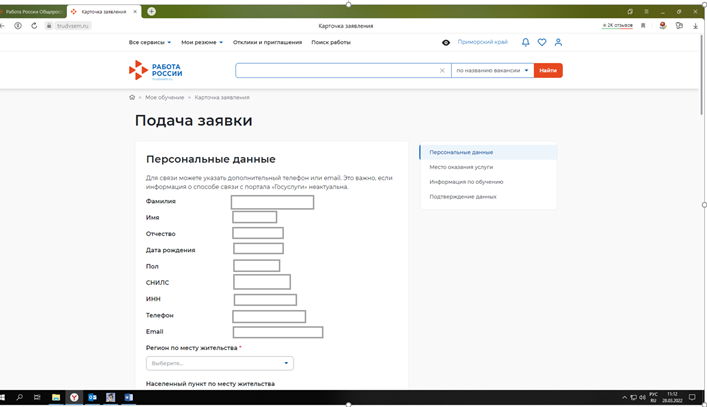 Работа России Общеросс
Карточка заявления
trudvsem.ru
Карточка заявления
2K отзывов
Все сервисы
Мои резюме
Отклики и приглашения
Поиск работы
Приморский край
РАБОТА
РОССИИ
по названию вакансии
Найти
Мое обучение
Карточка заявления
Подача заявки
Персональные данные
Для связи можете указать дополнительный телефон или email. Это важно, если
информация о способе связи с портала «Госуслуги» неактуальна.
Фамилия
Имя
Отчество
Дата рождения
Пол
СНИЛС
ИНН
Телефон
Email
Регион по месту жительства *
Выберите...
Населенный пункт по месту жительства
Персональные данные
Место оказания услуги
Информация по обучению
Подтверждение данных
РУС
RU
11:12
28.03.2022